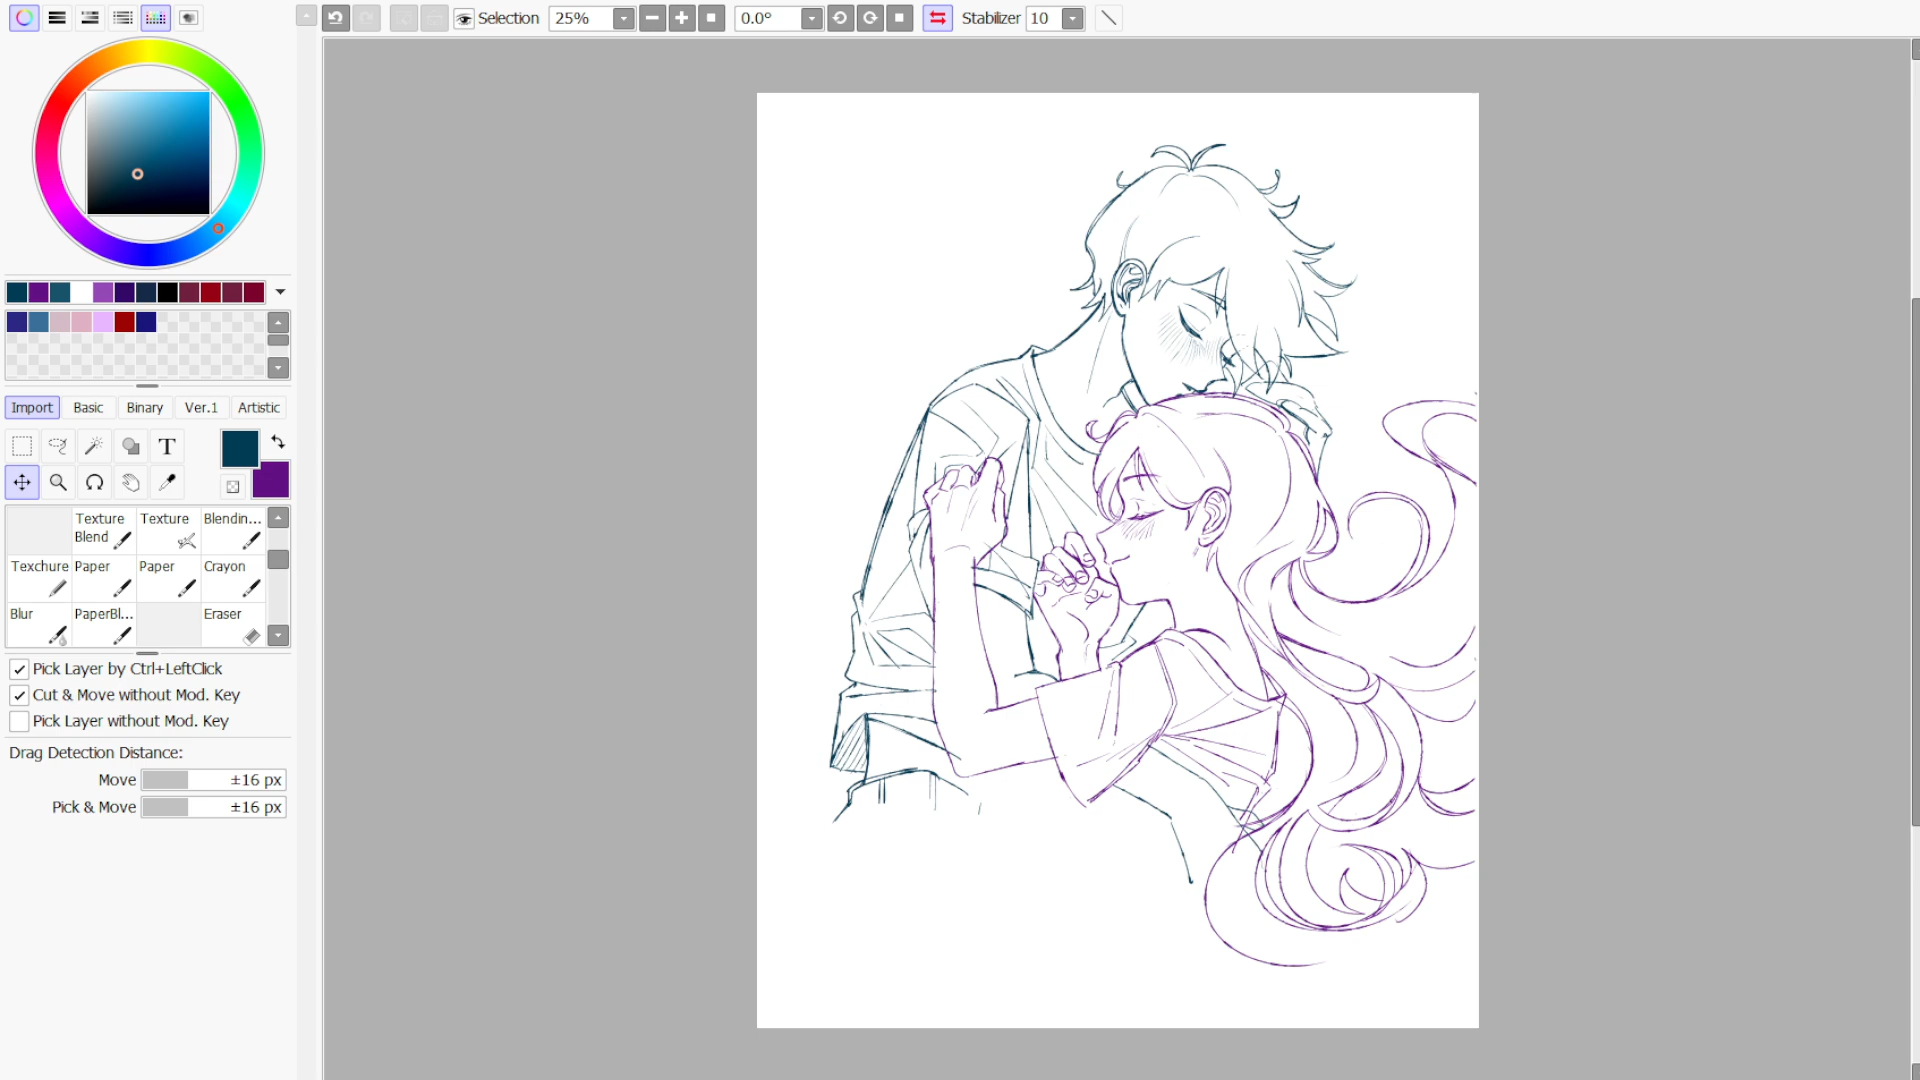 Selection 25% 0.0° Stabilizer 10
Import Basic Binary Ver.1 Artistic
T
Texture Blend Texture Blendin...
Texchure Paper Paper Crayon
Blur PaperBl... Eraser
Pick Layer by Ctrl+LeftClick
Cut & Move without Mod. Key
Pick Layer without Mod. Key
Drag Detection Distance:
Move ±16 px
Pick & Move ±16 px